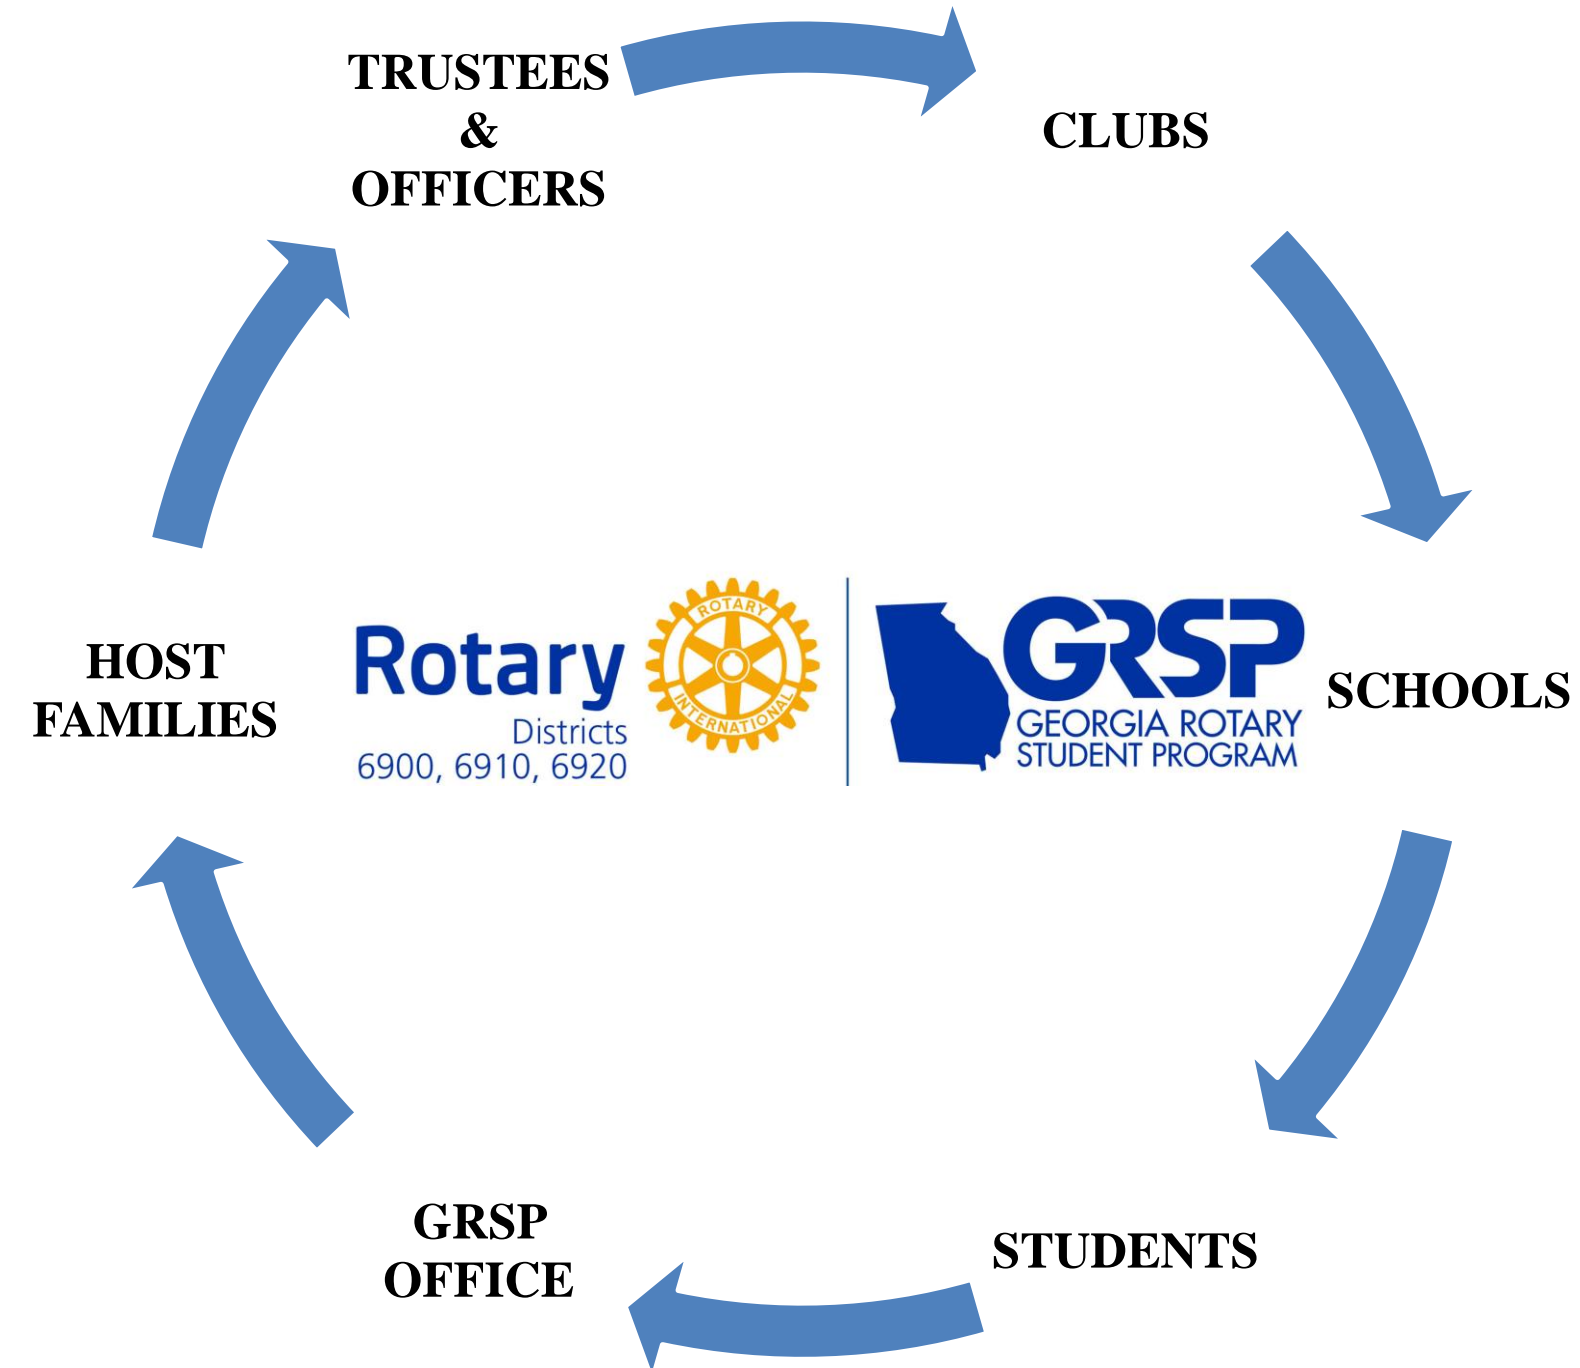 TRUSTEES
&
OFFICERS
CLUBS
HOST
FAMILIES
Rotary
Districts
6900, 6910, 6920
ROTARY
INTERNATIONAL
GRSP
GEORGIA ROTARY
STUDENT PROGRAM
SCHOOLS
GRSP
OFFICE
STUDENTS